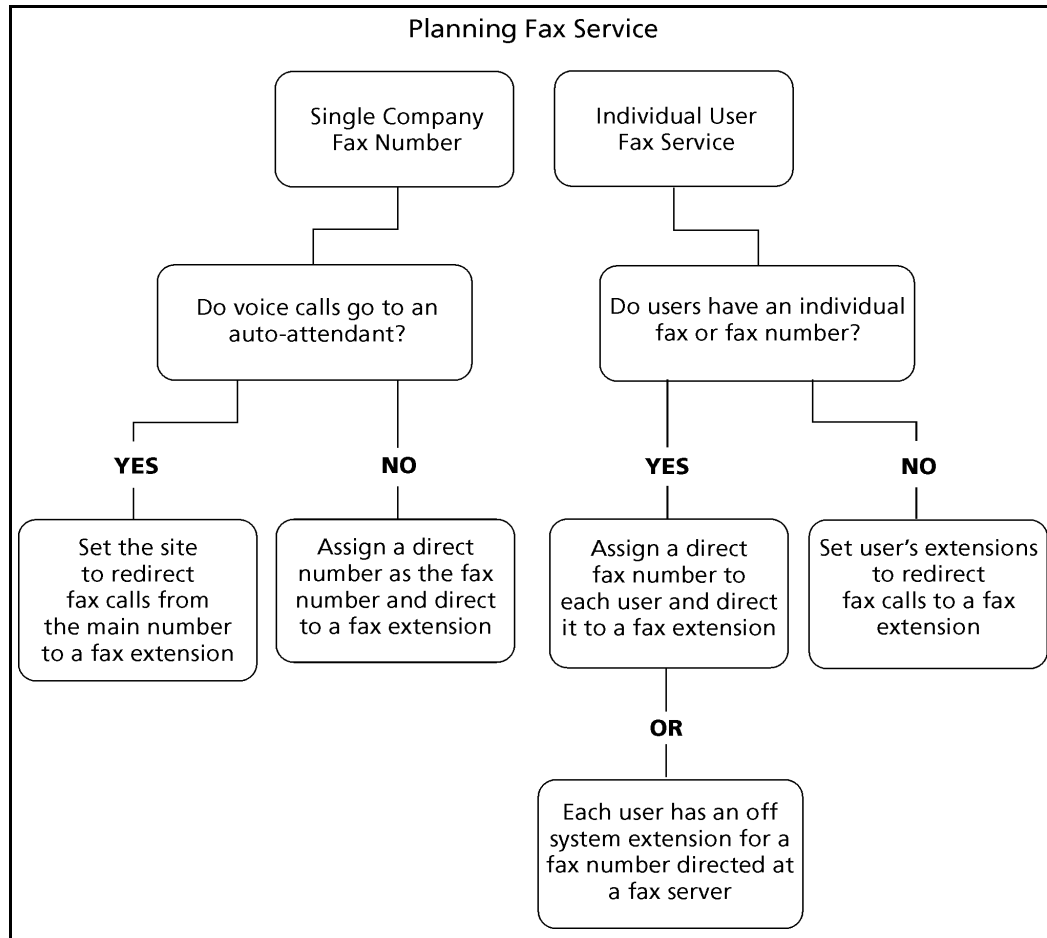 Planning Fax Service
Single Company
Fax Number
Individual User
Fax Service
Do voice calls go to an
auto-attendant?
Do users have an individual
fax or fax number?
YES
NO
YES
NO
Set the site
to redirect
fax calls from
the main number
to a fax extension
Assign a direct
number as the fax
number and direct
to a fax extension
Assign a direct
fax number to
each user and direct
it to a fax extension
Set user's extensions
to redirect
fax calls to a fax
extension
OR
Each user has an off
system extension for a
fax number directed at
a fax server